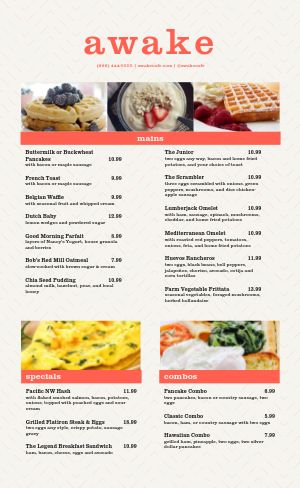 awake
(888) 444-5555 | awakecafe.com | @awakecafe
mains
Buttermilk or Buckwheat
Pancakes 10.99
with bacon or maple sausage
French Toast 9.99
with bacon or maple sausage
Belgian Waffle 9.99
with seasonal fruit and whipped cream
Dutch Baby 12.99
lemon wedges and powdered sugar
Good Morning Parfait 8.99
layers of Nancy's Yogurt, house granola
and berries
Bob's Red Mill Oatmeal 7.99
slow-cooked with brown sugar & cream
Chia Seed Pudding 10.99
almond milk, hazelnut, pear, and local
honey
The Junior 10.99
two eggs any way, bacon and home fried
potatoes, and your choice of toast
The Scrambler 10.99
three eggs scrambled with onions, green
peppers, mushrooms, and diced chicken-
apple sausage
Lumberjack Omelet 10.99
with ham, sausage, spinach, mushrooms,
cheddar, and home fried potatoes
Mediterranean Omelet 10.99
with roasted red peppers, tomatoes,
onions, feta, and home fried potatoes
Huevos Rancheros 11.99
two eggs, black beans, bell peppers,
jalapeños, chorizo, avocado, cotija and
corn tortillas
Farm Vegetable Frittata 13.99
seasonal vegetables, foraged mushrooms,
herbed hollandaise
specials
Pacific NW Hash 11.99
with flaked smoked salmon, bacon, potatoes,
onions, topped with poached eggs and sour
cream
Grilled Flatiron Steak & Eggs 18.99
two eggs any style, crispy potato, sausage
gravy
The Legend Breakfast Sandwich 10.99
ham, bacon, cheese, eggs and avocado
combos
Pancake Combo 6.99
two pancakes, bacon or country sausage, two
eggs
Classic Combo 5.99
bacon, ham, or country sausage with two eggs
Hawaiian Combo 7.99
grilled ham, pineapple, two eggs, two silver
dollar pancakes